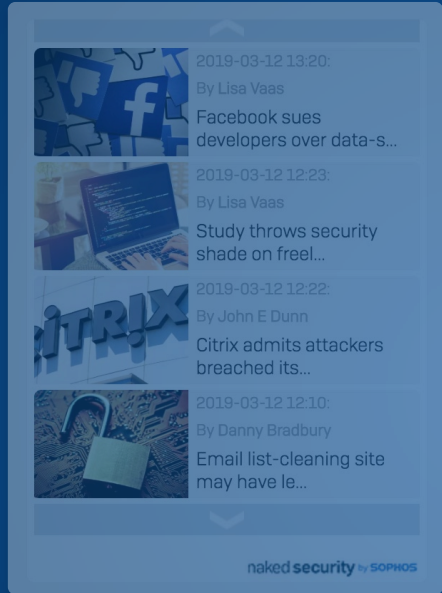 2019-03-12 13:20:
By Lisa Vaas
Facebook sues
developers over data-s...
2019-03-12 12:23:
By Lisa Vaas
Study throws security
shade on freel...
CiTRIX
2019-03-12 12:22:
By John E Dunn
Citrix admits attackers
breached its...
2019-03-12 12:10:
By Danny Bradbury
Email list-cleaning site
may have le...
naked security by SOPHOS